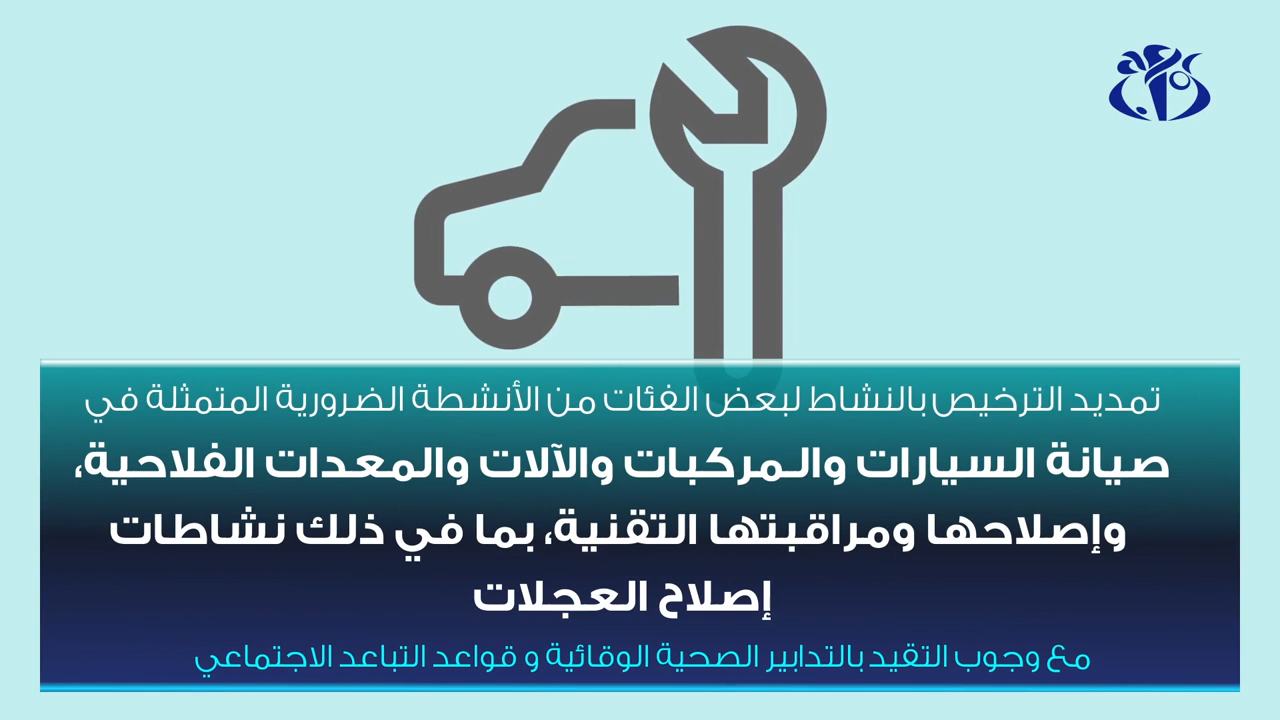 تمديد الترخيص بالنشاط لبعض الفئات من الأنشطة الضرورية المتمثلة في
صيانة السيارات والمركبات والآلات والمعدات الفلاحية،
وإصلاحها ومراقبتها التقنية، بما في ذلك نشاطات
إصلاح العجلات
مع وجوب التقيد بالتدابير الصحية الوقائية و قواعد التباعد الاجتماعي